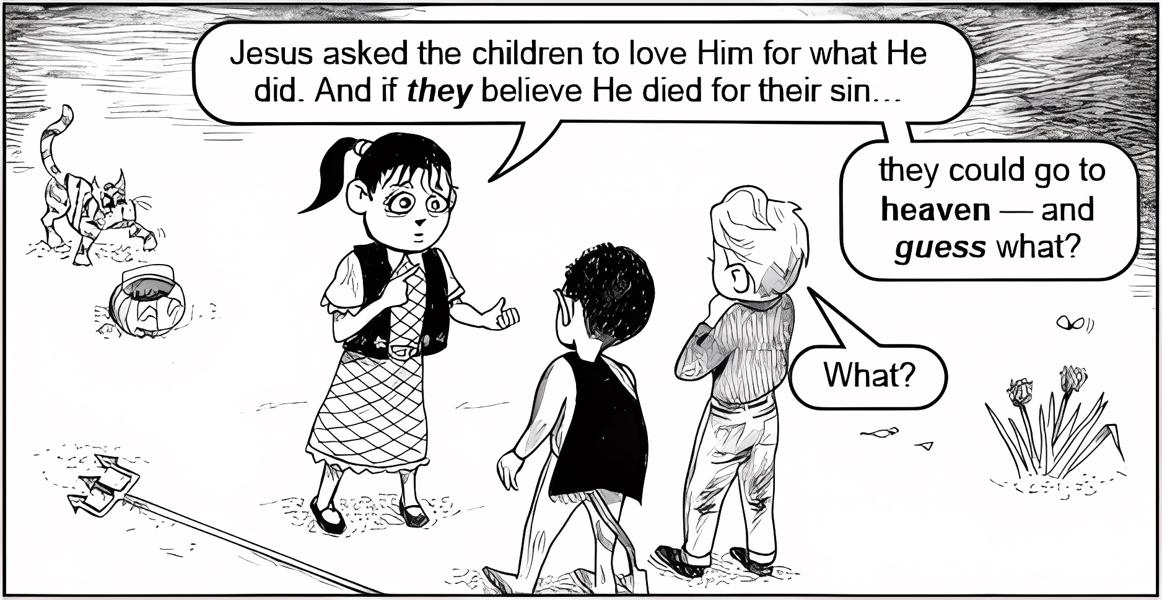 Jesus asked the children to love Him for what He
did. And if they believe He died for their sin...
they could go to
heaven — and
guess what?
What?